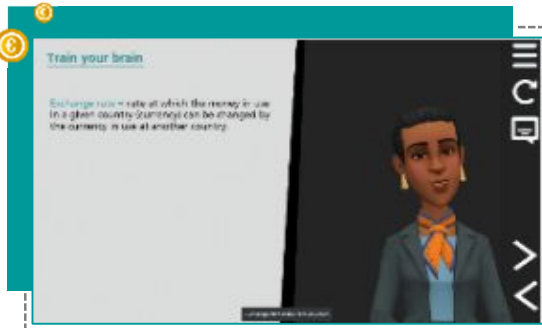 Train your brain
Exchange rate = rate at which the money in use
in a given country (currency) can be changed by
the currency in use at another country.